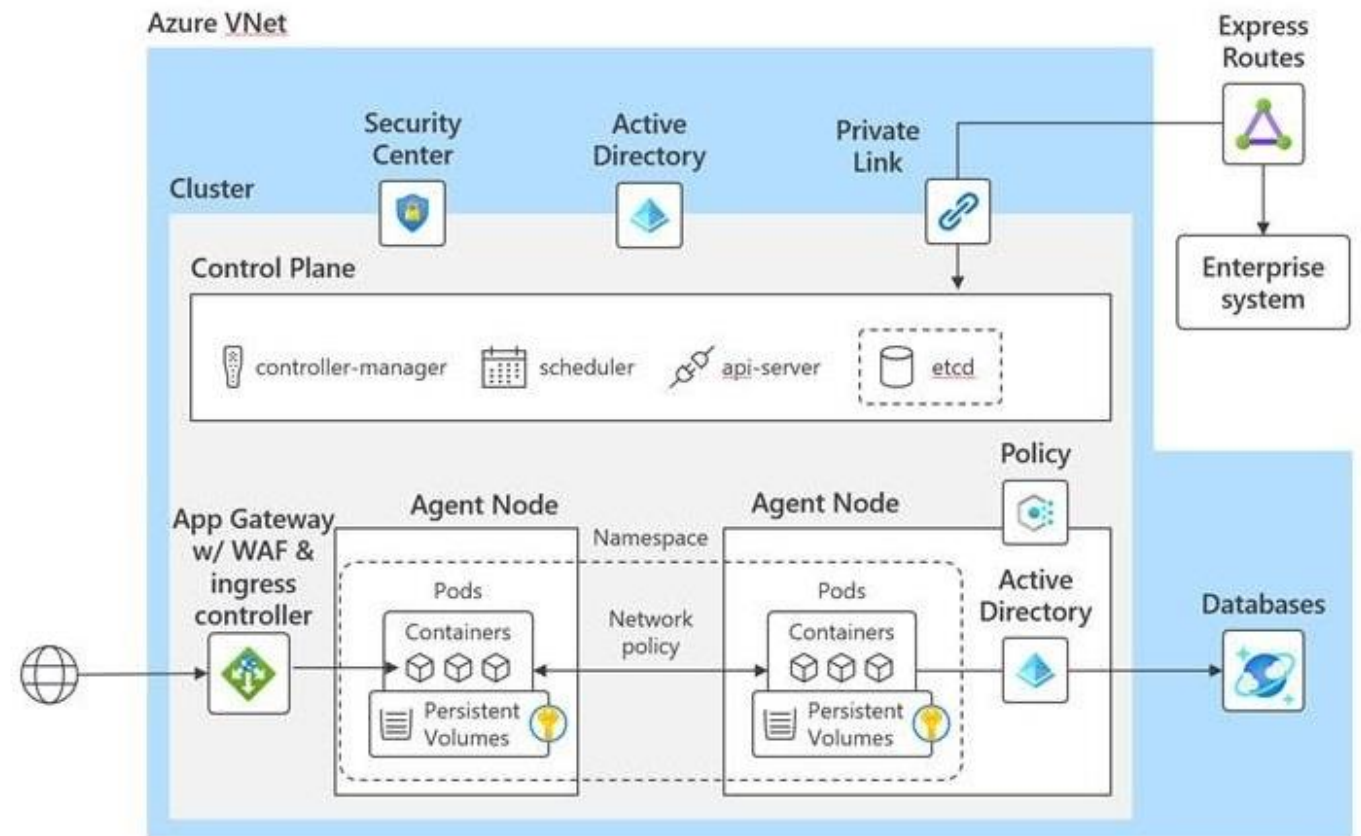 Azure VNet
Express
Routes
Security
Center
Active
Directory
Private
Link
Cluster
Enterprise
system
Control Plane
controller-manager
scheduler
api-server
etcd
Policy
App Gateway
w/ WAF &
ingress
controller
Agent Node
Agent Node
Namespace
Pods
Containers
Persistent
Volumes
Network
policy
Pods
Containers
Persistent
Volumes
Active
Directory
Databases